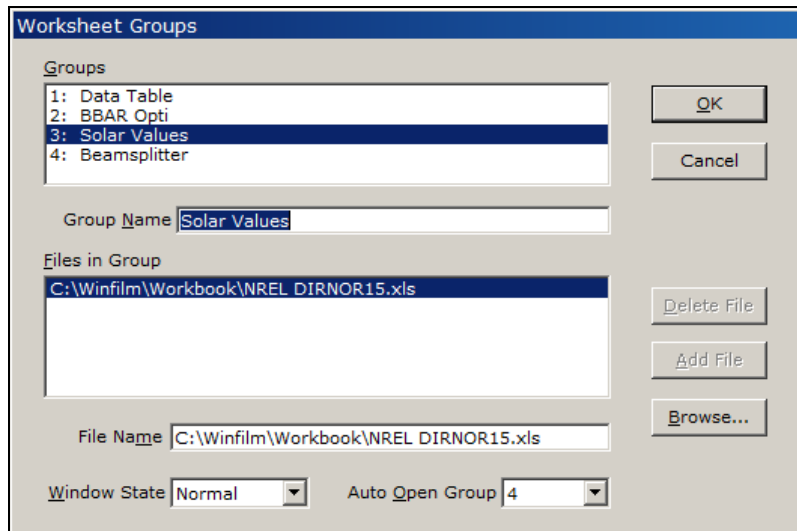 Worksheet Groups
Groups
1: Data Table
2: BBAR Opti
3: Solar Values
4: Beamsplitter
OK
Cancel
Group Name Solar Values
Files in Group
C:\Winfilm\Workbook\NREL DIRNOR15.xls
Delete File
Add File
Browse...
File Name C:\Winfilm\Workbook\NREL DIRNOR15.xls
Window State Normal Auto Open Group 4